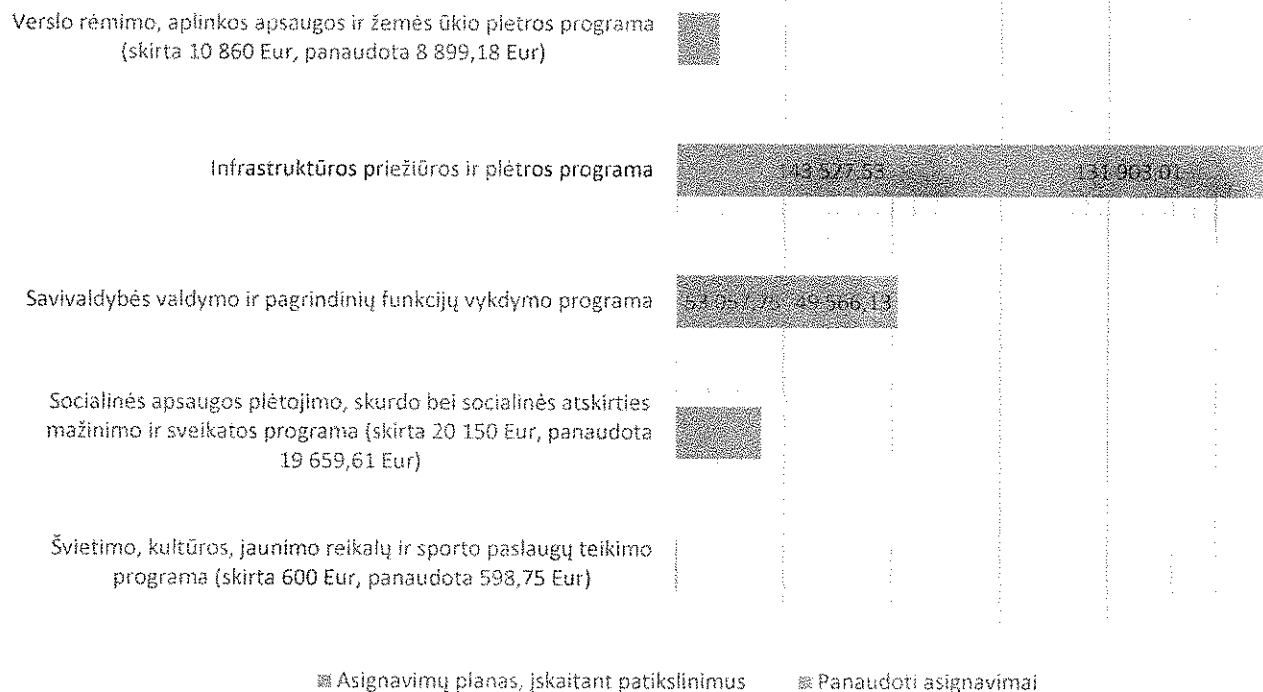 Verslo rėmimo, aplinkos apsaugos ir žemės ūkio plėtros programa
(skirta 10 860 Eur, panaudota 8 899,18 Eur)
Infrastruktūros priežiūros ir plėtros programa
143 527,53 131 903,01
Savivaldybės valdymo ir pagrindinių funkcijų vykdymo programa
49 566,13
Socialinės apsaugos plėtojimo, skurdo bei socialinės atskirties
mažinimo ir sveikatos programa (skirta 20 150 Eur, panaudota
19 659,61 Eur)
Švietimo, kultūros, jaunimo reikalų ir sporto paslaugų teikimo
programa (skirta 600 Eur, panaudota 598,75 Eur)
Asignavimų planas, įskaitant patikslinimus Panaudoti asignavimai